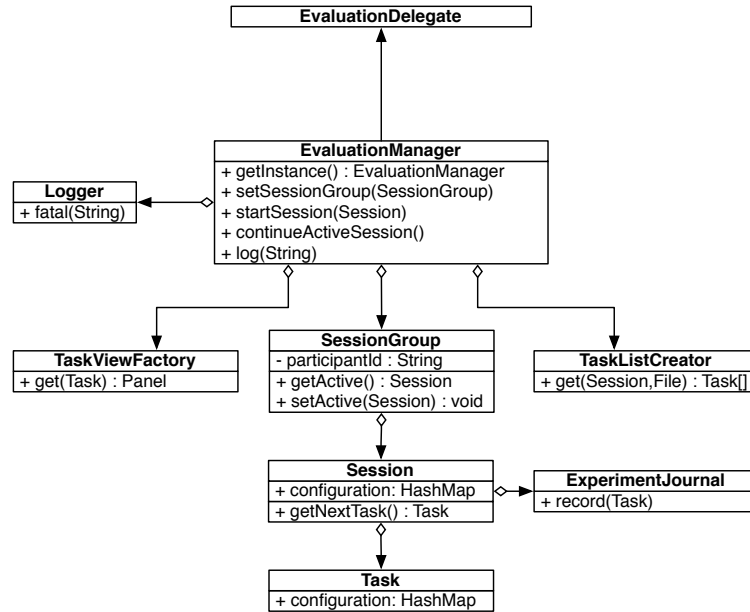 EvaluationDelegate
EvaluationManager
+ getInstance() : EvaluationManager
+ setSessionGroup(SessionGroup)
+ startSession(Session)
+ continueActiveSession()
+ log(String)
Logger
+ fatal(String)
TaskViewFactory
+ get(Task) : Panel
SessionGroup
- participantId : String
+ getActive() : Session
+ setActive(Session) : void
TaskListCreator
+ get(Session,File) : Task[]
Session
+ configuration: HashMap
+ getNextTask() : Task
ExperimentJournal
+ record(Task)
Task
+ configuration: HashMap